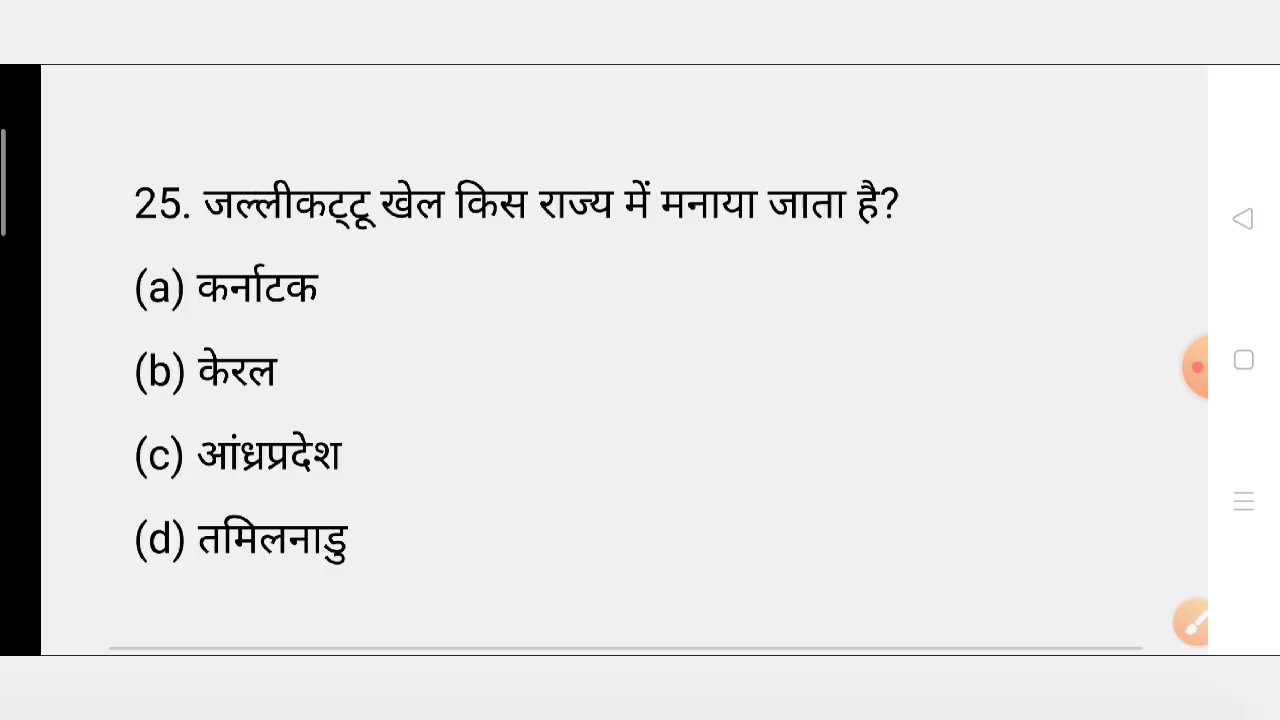 25. जल्लीकट्टू खेल किस राज्य में मनाया जाता है?
(a) कर्नाटक
(b) केरल
(c) आंध्रप्रदेश
(d) तमिलनाडु